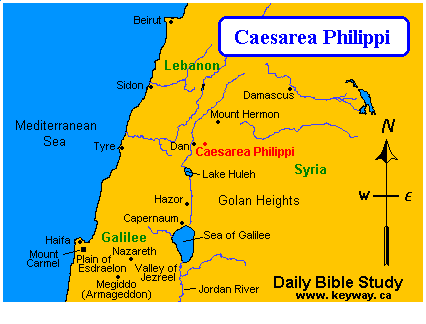 Beirut
Caesarea Philippi
Lebanon
Sidon
Damascus
Mount Hermon
Mediterranean
Sea
N
Tyre
Dan
Caesarea Philippi
Syria
Lake Huleh
W
E
Hazor
Golan Heights
Capernaum
Haifa
Galilee
Sea of Galilee
Mount
Carmel
Nazareth
Plain of
Esdraelon
Valley of
Jezreel
Megiddo
(Armageddon)
Jordan River
Daily Bible Study
www.keyway.ca